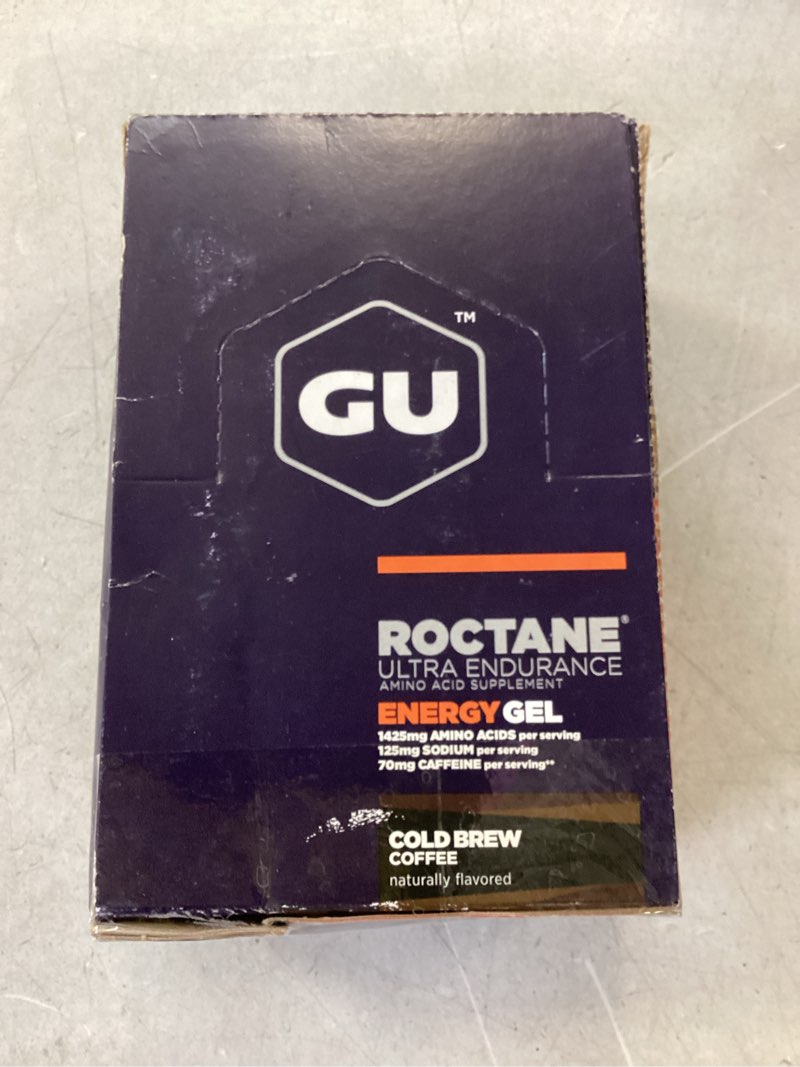 TM
GU
ROCTANE®
ULTRA ENDURANCE
AMINO ACID SUPPLEMENT
ENERGY GEL
1425mg AMINO ACIDS per serving
125mg SODIUM per serving
70mg CAFFEINE per serving**
COLD BREW
COFFEE
naturally flavored